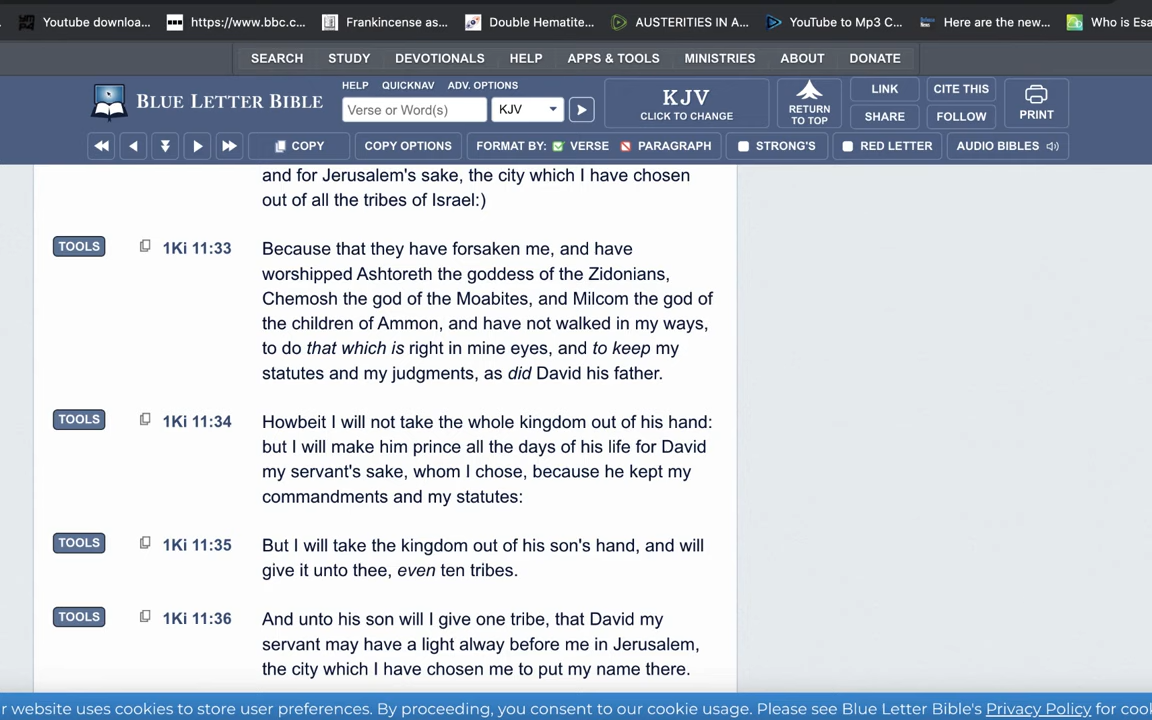 Youtube downloa...
https://www.bbc.c...
Frankincense as...
Double Hematite...
AUSTERITIES IN A...
YouTube to Mp3 C...
Here are the new...
Who is Esa
SEARCH STUDY DEVOTIONALS HELP APPS & TOOLS MINISTRIES ABOUT DONATE
BLUE LETTER BIBLE
HELP QUICKNAV ADV. OPTIONS
Verse or Word(s) KJV
KJV
CLICK TO CHANGE
RETURN
TO TOP
LINK CITE THIS
SHARE FOLLOW
PRINT
COPY COPY OPTIONS FORMAT BY: VERSE PARAGRAPH STRONG'S RED LETTER AUDIO BIBLES
and for Jerusalem's sake, the city which I have chosen
out of all the tribes of Israel:)
TOOLS 1Ki 11:33 Because that they have forsaken me, and have
worshipped Ashtoreth the goddess of the Zidonians,
Chemosh the god of the Moabites, and Milcom the god of
the children of Ammon, and have not walked in my ways,
to do that which is right in mine eyes, and to keep my
statutes and my judgments, as did David his father.
TOOLS 1Ki 11:34 Howbeit I will not take the whole kingdom out of his hand:
but I will make him prince all the days of his life for David
my servant's sake, whom I chose, because he kept my
commandments and my statutes:
TOOLS 1Ki 11:35 But I will take the kingdom out of his son's hand, and will
give it unto thee, even ten tribes.
TOOLS 1Ki 11:36 And unto his son will I give one tribe, that David my
servant may have a light alway before me in Jerusalem,
the city which I have chosen me to put my name there.
r website uses cookies to store user preferences. By proceeding, you consent to our cookie usage. Please see Blue Letter Bible's Privacy Policy for cook